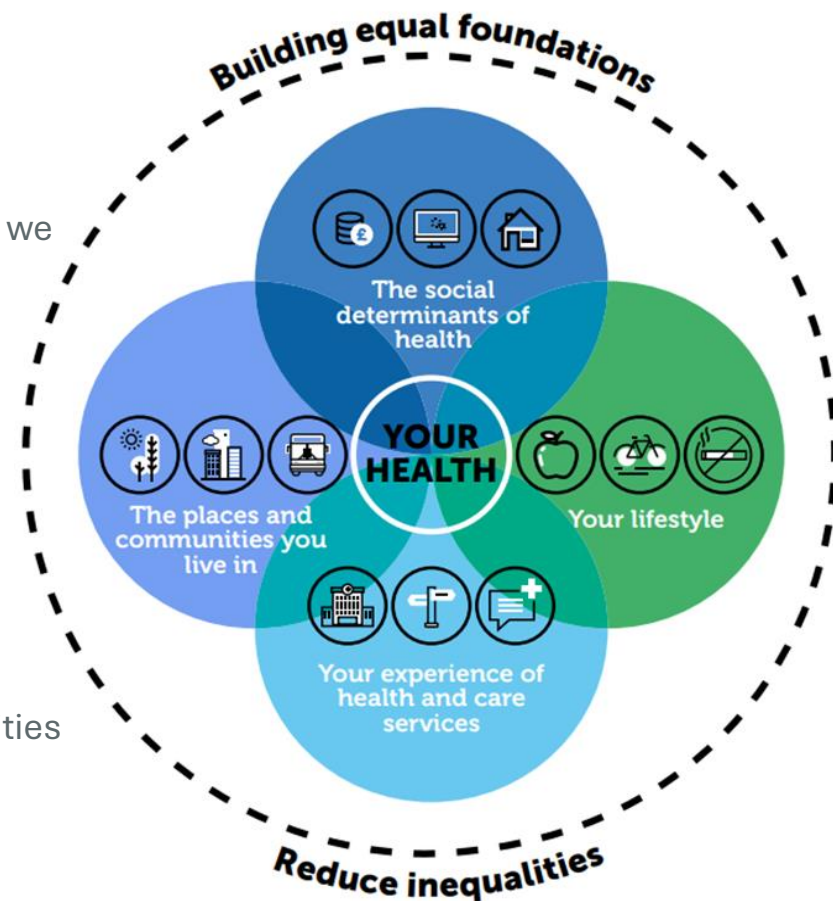 Building equal foundations
we
The social
determinants of
health
YOUR
HEALTH
The places and
communities you
live in
Your lifestyle
Your experience of
health and care
services
ties
Reduce inequalities
£